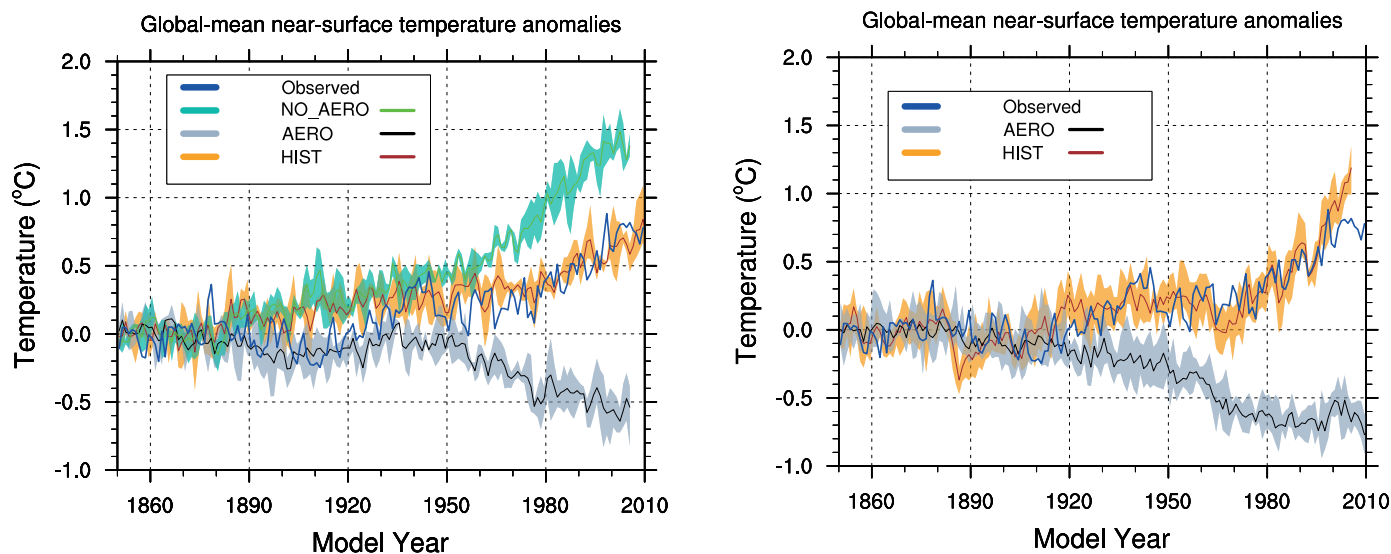 Global-mean near-surface temperature anomalies
2.0
1.5
1.0
0.5
0.0
-0.5
-1.0
Temperature (°C)
Observed
NO_AERO
AERO
HIST
1860 1890 1920 1950 1980 2010
Model Year
Global-mean near-surface temperature anomalies
2.0
1.5
1.0
0.5
0.0
-0.5
-1.0
Temperature (°C)
Observed
AERO
HIST
1860 1890 1920 1950 1980 2010
Model Year